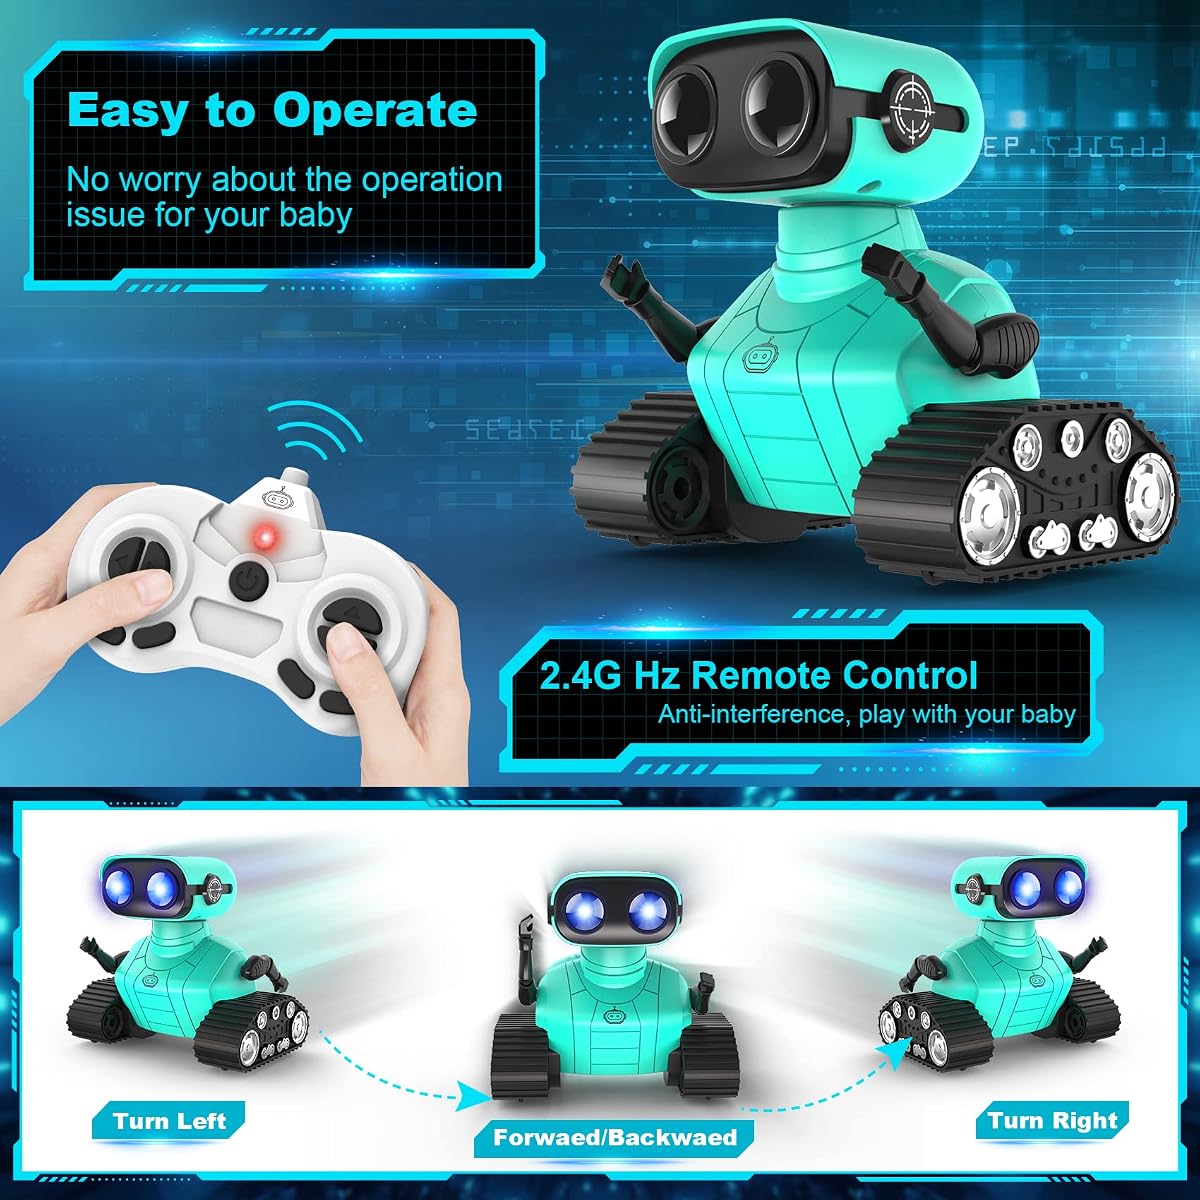 Easy to Operate
No worry about the operation
issue for your baby
2.4G Hz Remote Control
Anti-interference, play with your baby
Turn Left
Forwaed/Backwaed
Turn Right